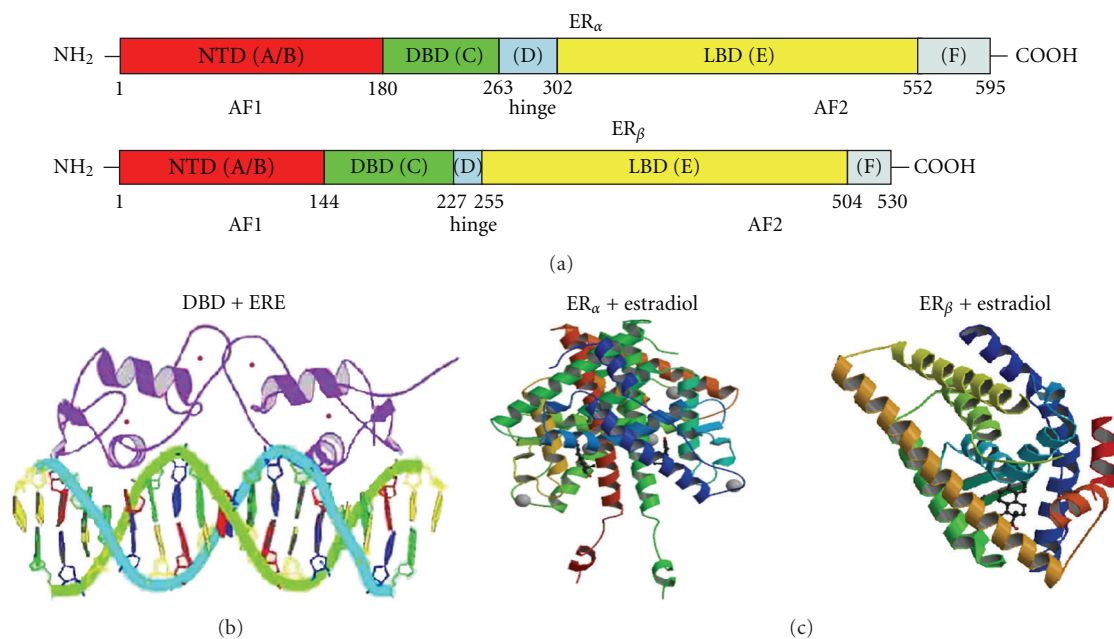 ERα
NH2 NTD (A/B) DBD (C) (D) LBD (E) (F) COOH
1 180 263 302 552 595
AF1 hinge AF2
ERβ
NH2 NTD (A/B) DBD (C) (D) LBD (E) (F) COOH
1 144 227 255 504 530
AF1 hinge AF2
(a)
DBD + ERE ERα + estradiol ERβ + estradiol
(b) (c)